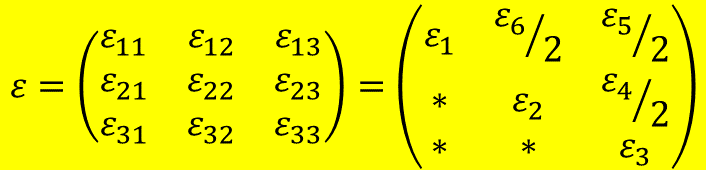 ε = (ε₁₁ ε₁₂ ε₁₃
ε₂₁ ε₂₂ ε₂₃
ε₃₁ ε₃₂ ε₃₃) = (ε₁ ε₆/2 ε₅/2
* ε₂ ε₄/2
* * ε₃)